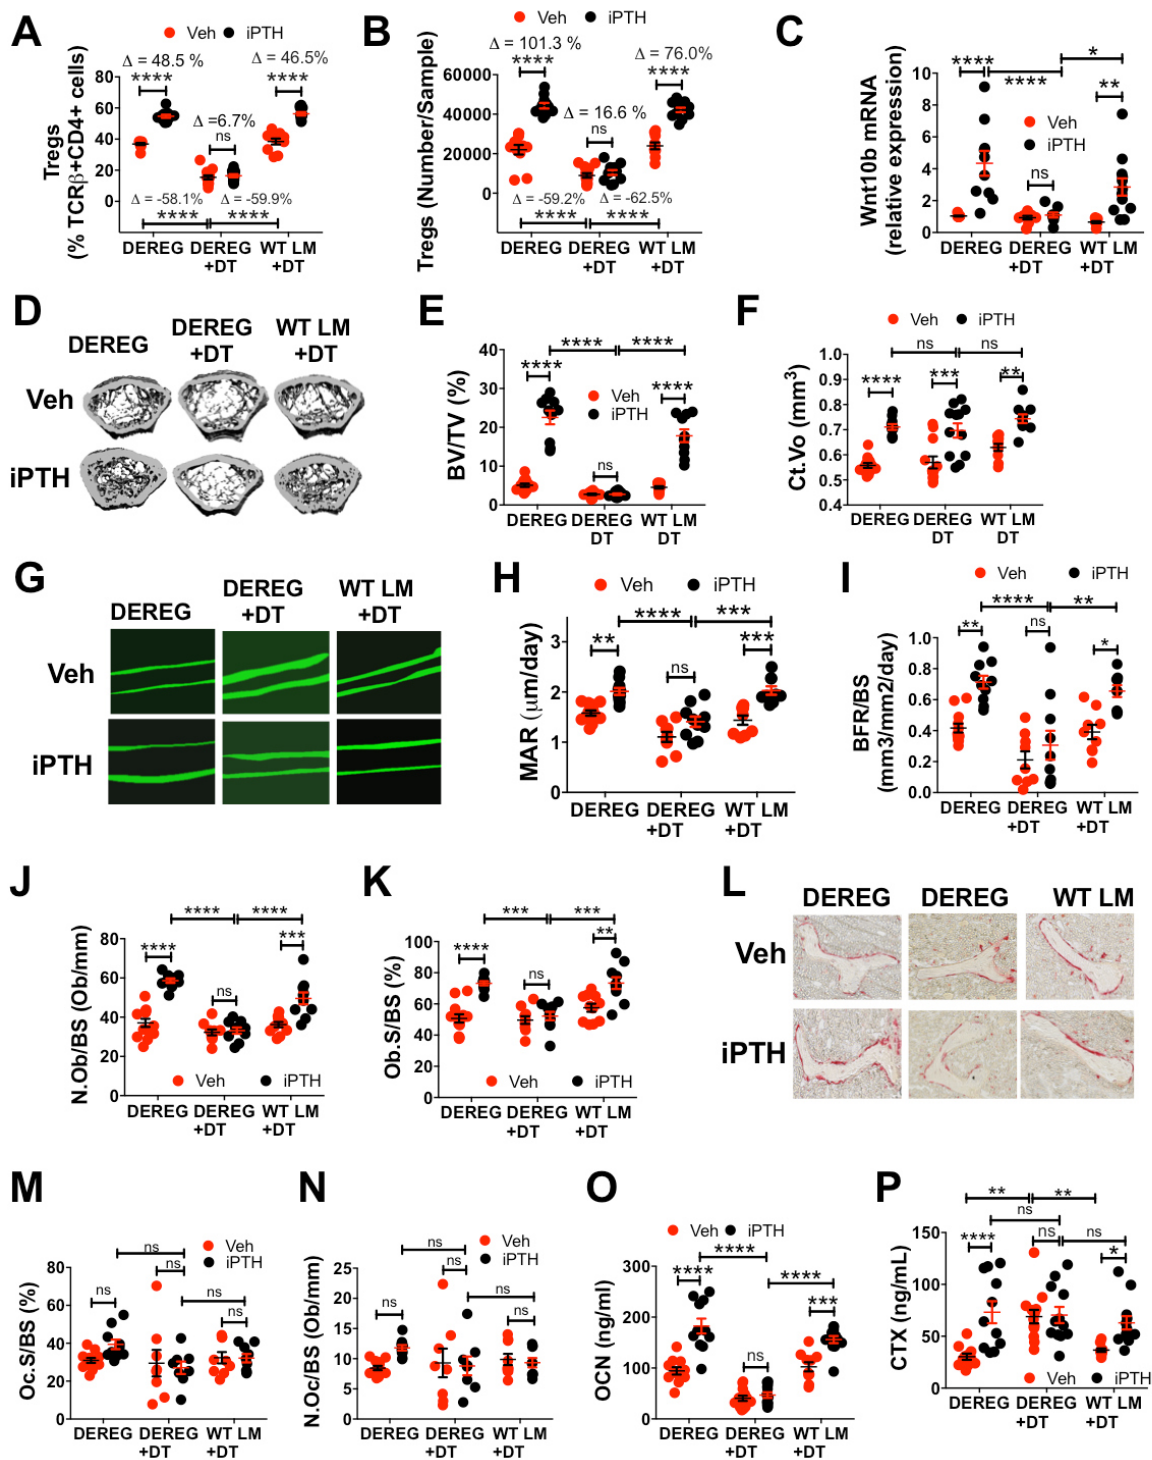 A
Veh iPTH
Δ = 48.5 % Δ = 46.5%
**** ****
Tregs
(% TCRβ+CD4+ cells)
80
60
40
20
0
Δ =6.7%
ns
Δ = -58.1% Δ = -59.9%
**** ****
DEREG DEREG WT LM
+DT +DT
B
Veh iPTH
Δ = 101.3 % Δ = 76.0%
**** ****
Tregs (Number/Sample)
60000
40000
20000
0
Δ = 16.6 %
ns
Δ = -59.2% Δ = -62.5%
**** ****
DEREG DEREG WT LM
+DT +DT
C
**** **** * **
Wnt10b mRNA
(relative expression)
10
8
6
4
2
0
Veh
iPTH
ns
DEREG DEREG WT LM
+DT +DT
D
DEREG DEREG WT LM
+DT +DT
Veh
iPTH
E
**** ****
**** ****
BV/TV (%)
40
30
20
10
0
Veh
iPTH
ns
DEREG DEREG WT LM
DT DT
F
Veh iPTH
ns ns
**** *** **
Ct.Vo (mm3)
1.0
0.9
0.8
0.7
0.6
0.5
0.4
DEREG DEREG WT LM
DT DT
G
DEREG DEREG WT LM
+DT +DT
Veh
iPTH
H
Veh iPTH
**** ***
** ns ***
MAR (µm/day)
3
2
1
0
DEREG DEREG WT LM
+DT +DT
I
Veh iPTH
**** **
** ns *
BFR/BS
(mm3/mm2/day)
1.0
0.8
0.6
0.4
0.2
0.0
DEREG DEREG WT LM
+DT +DT
J
**** ****
**** ns ***
N.Ob/BS (Ob/mm)
80
60
40
20
0
Veh iPTH
DEREG DEREG WT LM
+DT +DT
K
*** ***
**** ns **
Ob.S/BS (%)
100
80
60
40
20
0
Veh iPTH
DEREG DEREG WT LM
+DT +DT
L
DEREG DEREG WT LM
Veh
iPTH
M
Veh
iPTH
ns
ns ns ns ns
Oc.S/BS (%)
80
60
40
20
0
DEREG DEREG WT LM
+DT +DT
N
Veh
iPTH
ns
ns ns ns ns
N.Oc/BS (Ob/mm)
25
20
15
10
5
0
DEREG DEREG WT LM
+DT +DT
O
Veh iPTH
**** ****
**** ns ***
OCN (ng/ml)
300
200
100
0
DEREG DEREG WT LM
+DT +DT
P
** **
ns
**** ns ns *
CTX (ng/mL)
150
100
50
0
Veh iPTH
DEREG DEREG WT LM
+DT +DT